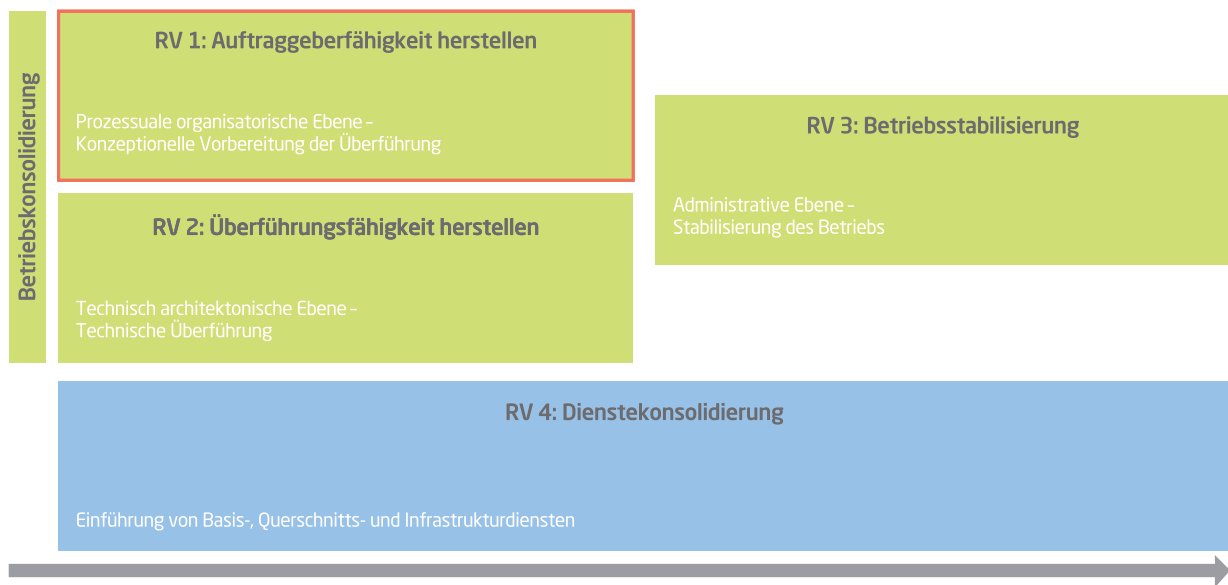 Betriebskonsolidierung
RV 1: Auftraggeberfähigkeit herstellen
Prozessuale organisatorische Ebene –
Konzeptionelle Vorbereitung der Überführung
RV 2: Überführungsfähigkeit herstellen
Technisch architektonische Ebene –
Technische Überführung
RV 3: Betriebsstabilisierung
Administrative Ebene –
Stabilisierung des Betriebs
RV 4: Dienstekonsolidierung
Einführung von Basis-, Querschnitts- und Infrastrukturdiensten